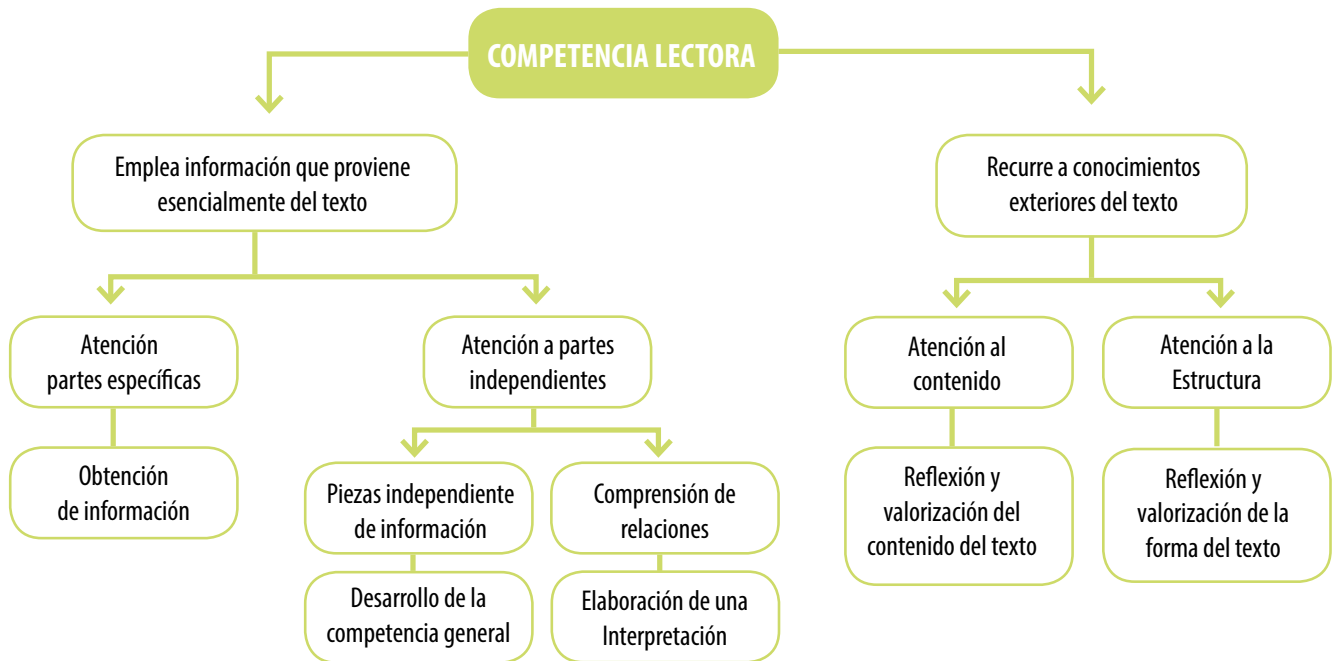 COMPETENCIA LECTORA
Emplea información que proviene
esencialmente del texto
Recurre a conocimientos
exteriores del texto
Atención
partes específicas
Atención a partes
independientes
Atención al
contenido
Atención a la
Estructura
Obtención
de información
Piezas independiente
de información
Comprensión de
relaciones
Reflexión y
valorización del
contenido del texto
Reflexión y
valorización de la
forma del texto
Desarrollo de la
competencia general
Elaboración de una
Interpretación